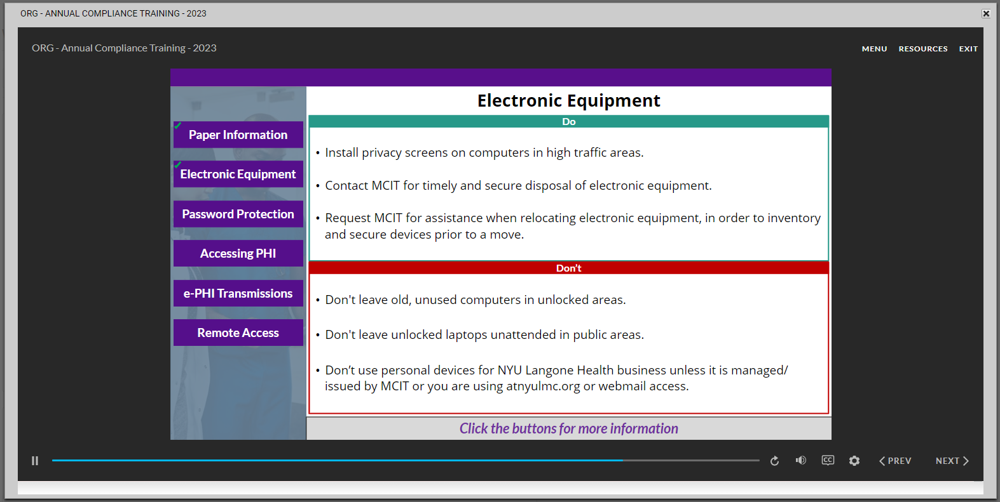 ORG - ANNUAL COMPLIANCE TRAINING - 2023
ORG - Annual Compliance Training - 2023
MENU RESOURCES EXIT
Paper Information
Electronic Equipment
Password Protection
Accessing PHI
e-PHI Transmissions
Remote Access
Electronic Equipment
Do
• Install privacy screens on computers in high traffic areas.
• Contact MCIT for timely and secure disposal of electronic equipment.
• Request MCIT for assistance when relocating electronic equipment, in order to inventory
and secure devices prior to a move.
Don’t
• Don't leave old, unused computers in unlocked areas.
• Don't leave unlocked laptops unattended in public areas.
• Don’t use personal devices for NYU Langone Health business unless it is managed/
issued by MCIT or you are using atnyulmc.org or webmail access.
Click the buttons for more information
CC
PREV
NEXT